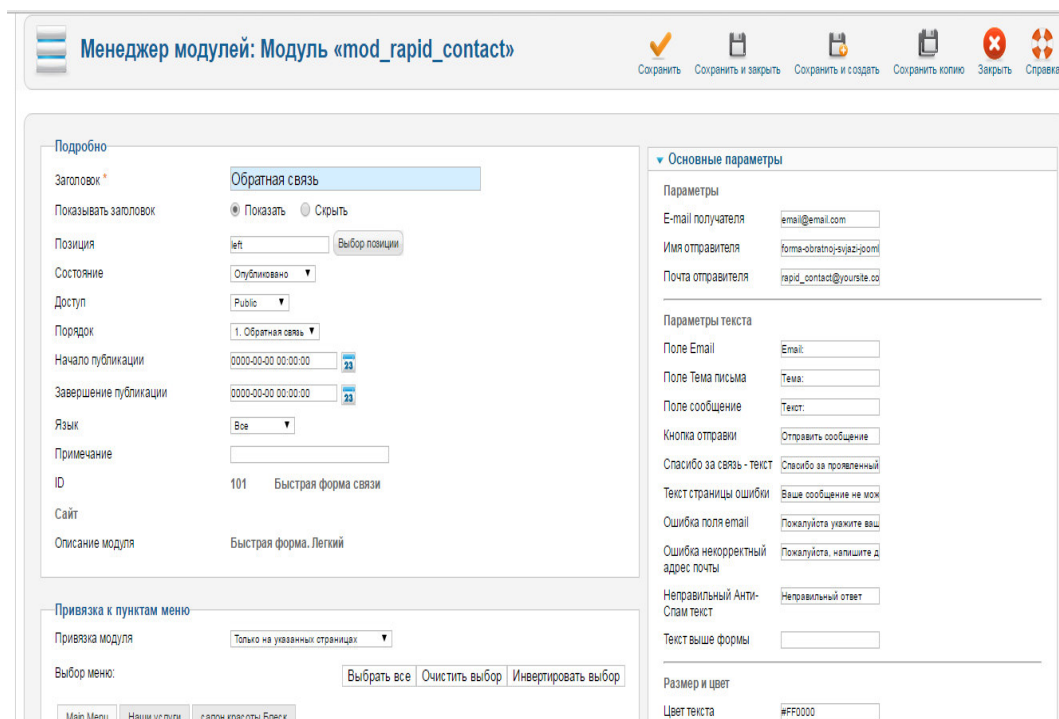 Менеджер модулей: Модуль «mod_rapid_contact»
Сохранить Сохранить и закрыть Сохранить и создать Сохранить копию Закрыть Справка
Подробно
Заголовок * Обратная связь
Показывать заголовок Показать Скрыть
Позиция left Выбор позиции
Состояние Опубликовано
Доступ Public
Порядок 1. Обратная связь
Начало публикации 0000-00-00 00:00:00 23
Завершение публикации 0000-00-00 00:00:00 23
Язык Все
Примечание
ID 101 Быстрая форма связи
Сайт
Описание модуля Быстрая форма. Легкий
Привязка к пунктам меню
Привязка модуля Только на указанных страницах
Выбор меню: Выбрать все Очистить выбор Инвертировать выбор
Main Menu Наши услуги салон красоты Блеск
Основные параметры
Параметры
E-mail получателя email@email.com
Имя отправителя forma-obratnoj-svjazi-jooml
Почта отправителя rapid_contact@yoursite.co
Параметры текста
Поле Email Email:
Поле Тема письма Тема:
Поле сообщение Текст:
Кнопка отправки Отправить сообщение
Спасибо за связь - текст Спасибо за проявленный
Текст страницы ошибки Ваше сообщение не мож
Ошибка поля email Пожалуйста укажите ваш
Ошибка некорректный Пожалуйста, напишите д
адрес почты
Неправильный Анти- Неправильный ответ
Спам текст
Текст выше формы
Размер и цвет
Цвет текста #FF0000